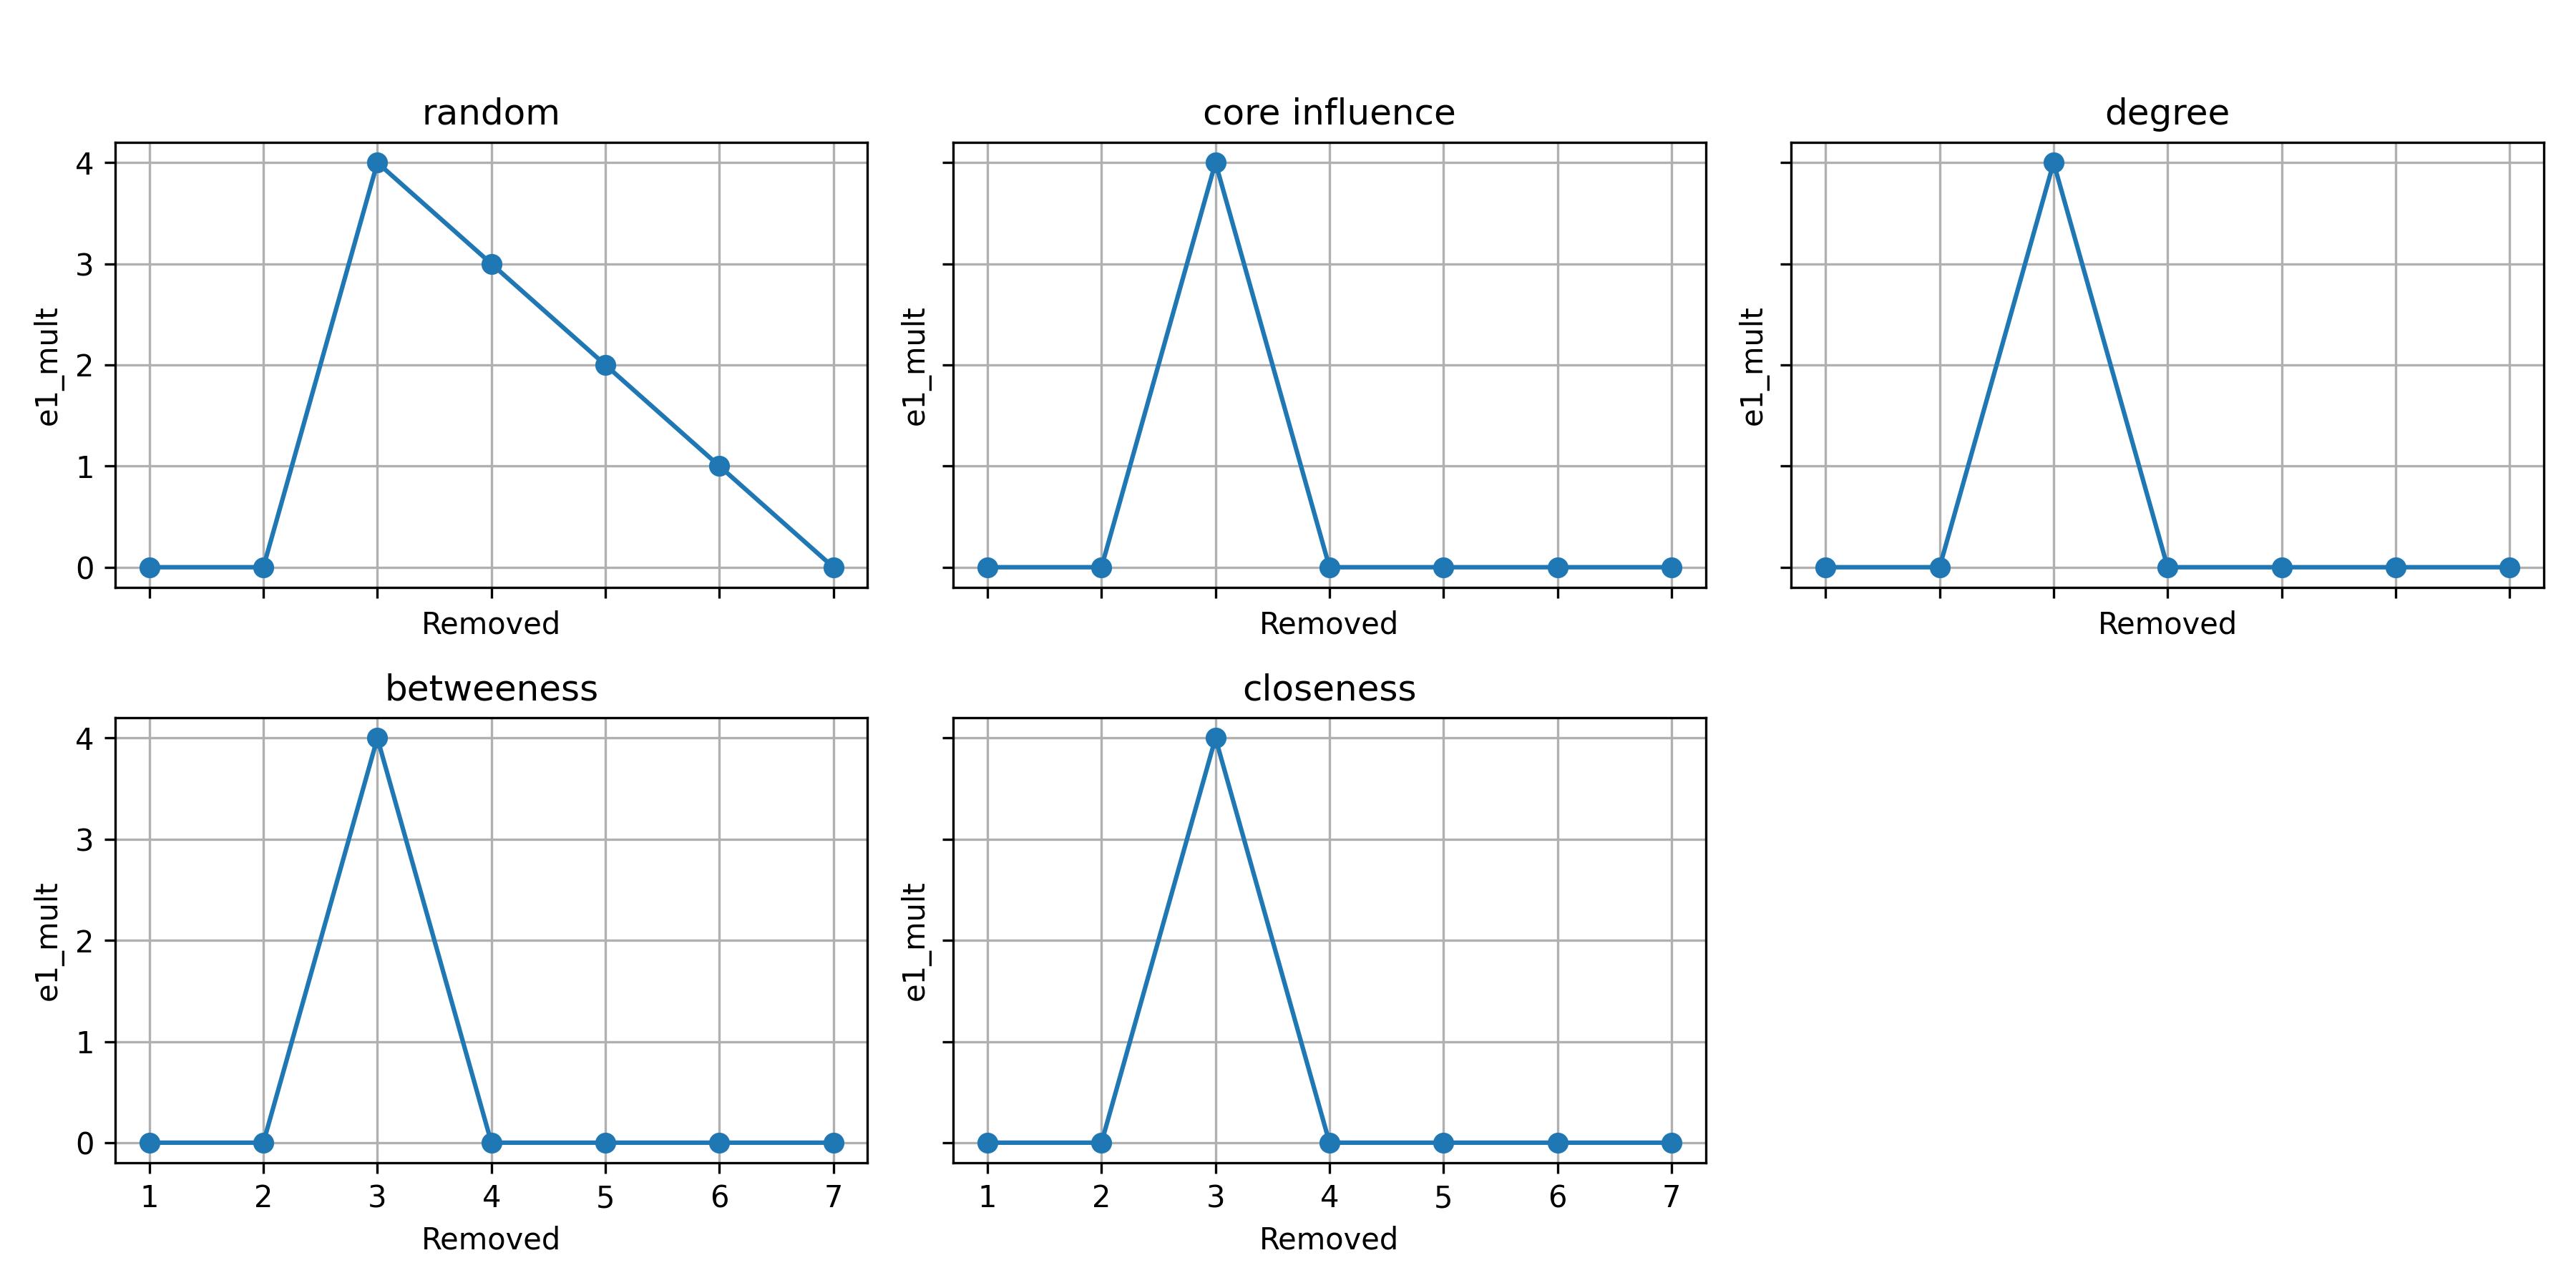 random
core influence
degree
4
3
2
1
0
e1_mult
e1_mult
e1_mult
Removed
Removed
Removed
betweeness
closeness
4
3
2
1
0
e1_mult
e1_mult
1 2 3 4 5 6 7
1 2 3 4 5 6 7
Removed
Removed